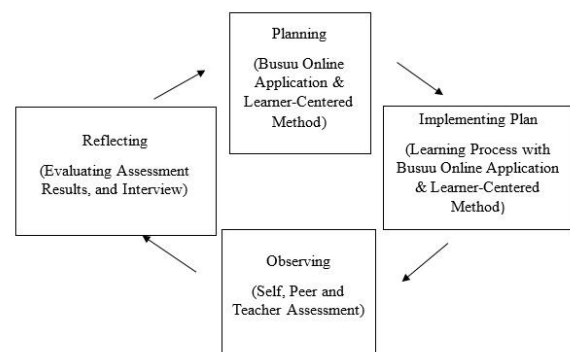 Planning
(Busuu Online
Application &
Learner-Centered
Method)
Implementing Plan
(Learning Process with
Busuu Online Application
& Learner-Centered
Method)
Observing
(Self, Peer and
Teacher Assessment)
Reflecting
(Evaluating Assessment
Results, and Interview)